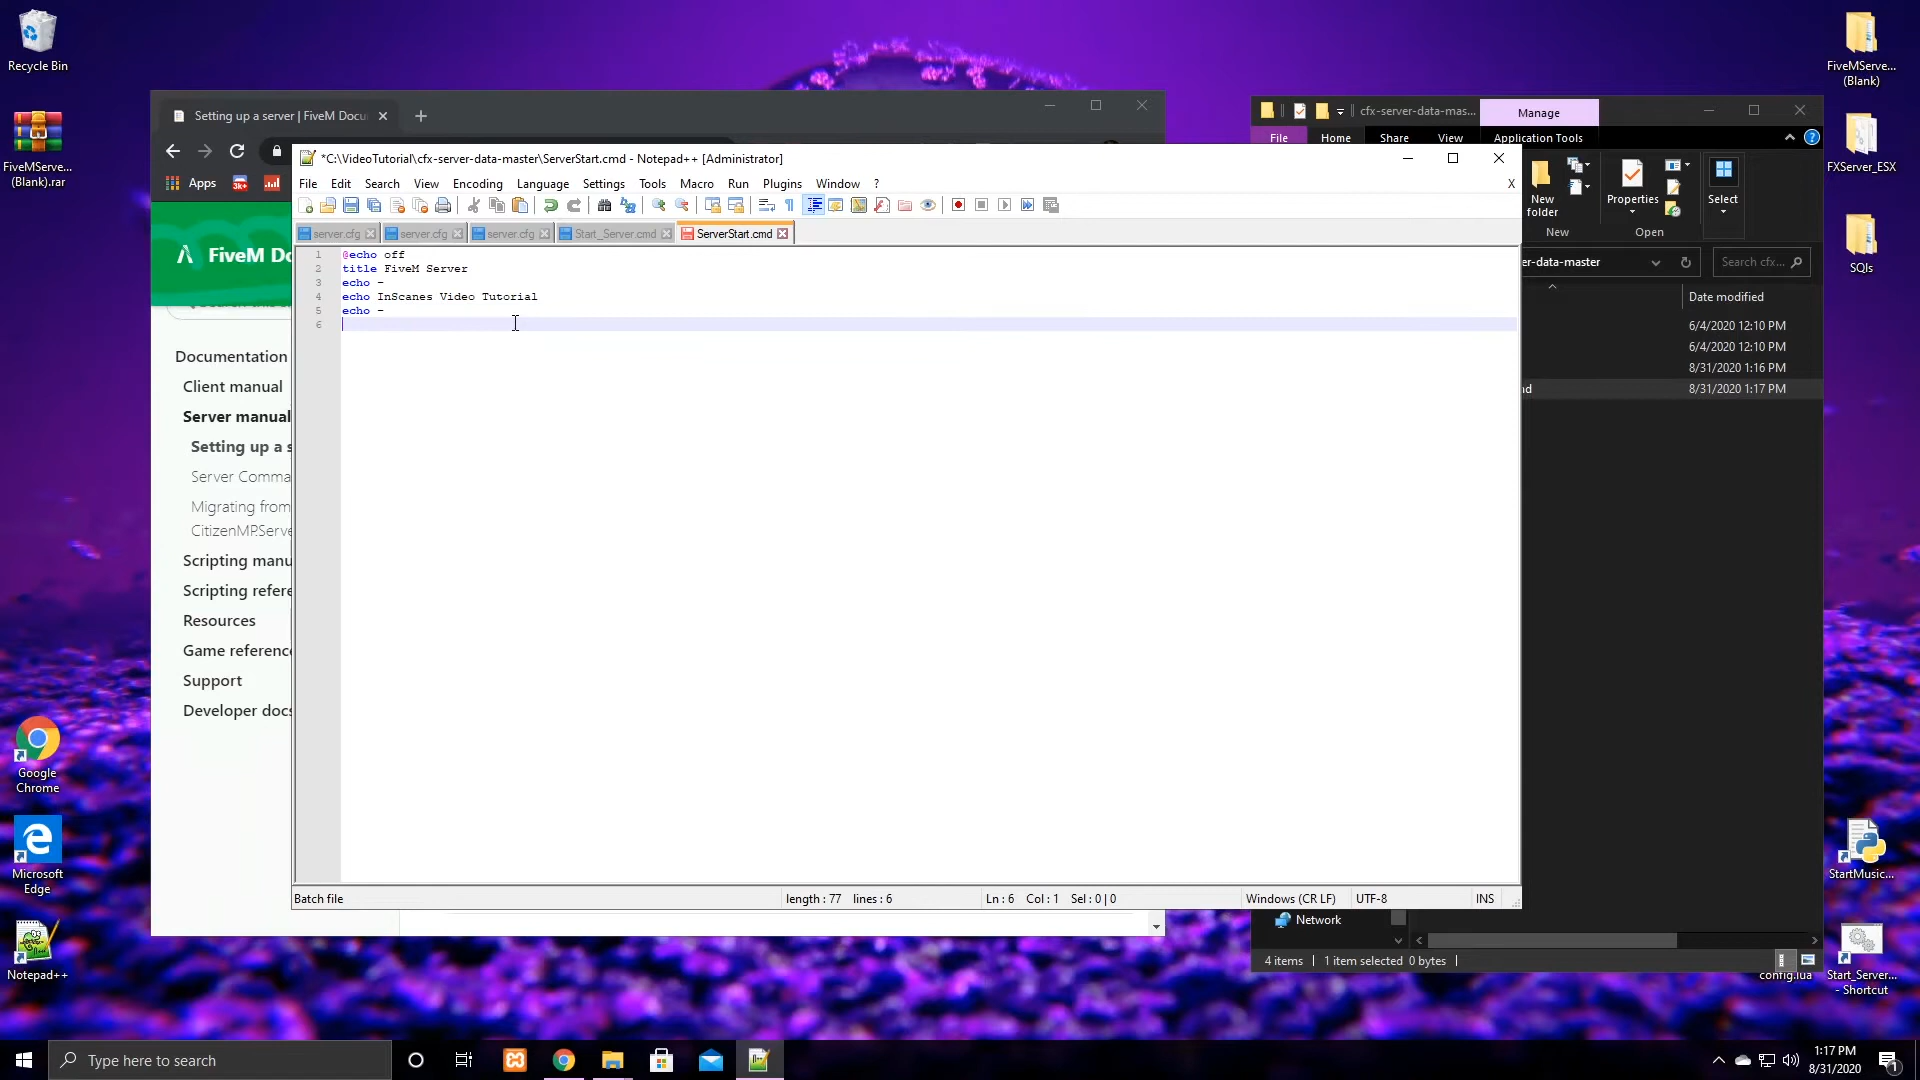 Recycle Bin
FiveMServe...
(Blank).rar
Google
Chrome
Microsoft
Edge
Notepad++
Setting up a server | FiveM Docu
Apps
3k+
FiveM Do
Documentation
Client manual
Server manual
Setting up a s
Server Comma
Migrating from
CitizenMP.Serve
Scripting manu
Scripting refere
Resources
Game reference
Support
Developer docs
*C:\VideoTutorial\cfx-server-data-master\ServerStart.cmd - Notepad++ [Administrator]
File Edit Search View Encoding Language Settings Tools Macro Run Plugins Window ? X
server.cfg server.cfg server.cfg Start_Server.cmd ServerStart.cmd
1 @echo off
2 title FiveM Server
3 echo -
4 echo InScanes Video Tutorial
5 echo -
6
Batch file length : 77 lines : 6 Ln : 6 Col : 1 Sel : 0 | 0 Windows (CR LF) UTF-8 INS
cfx-server-data-mas... Manage
File Home Share View Application Tools
New
folder
Properties
Select
New Open
er-data-master
Search cfx...
Date modified
6/4/2020 12:10 PM
6/4/2020 12:10 PM
8/31/2020 1:16 PM
nd 8/31/2020 1:17 PM
Network
4 items 1 item selected 0 bytes
FiveMServe...
(Blank)
FXServer_ESX
SQls
StartMusic...
config.lua
Start_Server...
- Shortcut
Type here to search
1:17 PM
8/31/2020
1